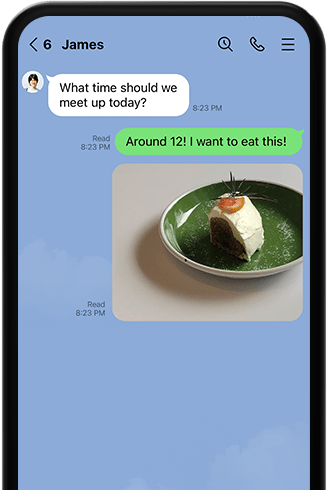 6 James
What time should we
meet up today?
8:23 PM
Read
8:23 PM
Around 12! I want to eat this!
Read
8:23 PM